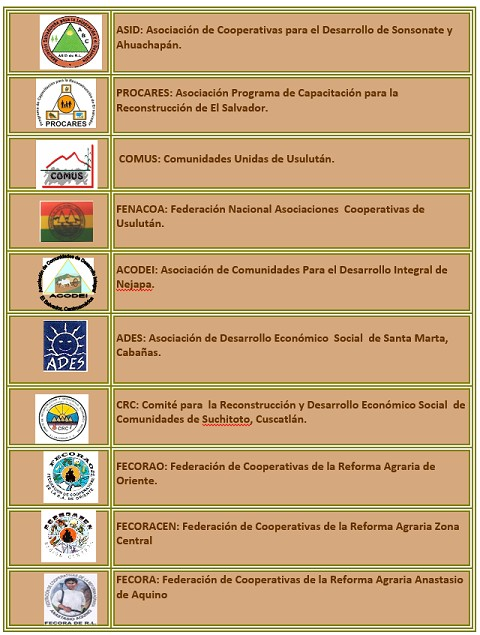 ASID: Asociación de Cooperativas para el Desarrollo de Sonsonate y
Ahuachapán.
PROCARES
PROCARES: Asociación Programa de Capacitación para la
Reconstrucción de El Salvador.
COMUS
COMUS: Comunidades Unidas de Usulután.
FENACOA: Federación Nacional Asociaciones Cooperativas de
Usulután.
ACODEI
ACODEI: Asociación de Comunidades Para el Desarrollo Integral de
Nejapa.
ADES
ADES: Asociación de Desarrollo Económico Social de Santa Marta,
Cabañas.
CRC
CRC: Comité para la Reconstrucción y Desarrollo Económico Social de
Comunidades de Suchitoto, Cuscatlán.
FECORAO
FECORAO: Federación de Cooperativas de la Reforma Agraria de
Oriente.
FECORACEN
FECORACEN: Federación de Cooperativas de la Reforma Agraria Zona
Central
FECORA DE R.L.
FECORA: Federación de Cooperativas de la Reforma Agraria Anastasio
de Aquino